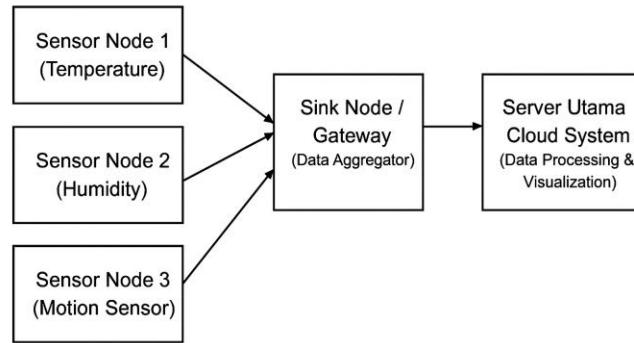 Sensor Node 1
(Temperature)
Sensor Node 2
(Humidity)
Sensor Node 3
(Motion Sensor)
Sink Node /
Gateway
(Data Aggregator)
Server Utama
Cloud System
(Data Processing &
Visualization)